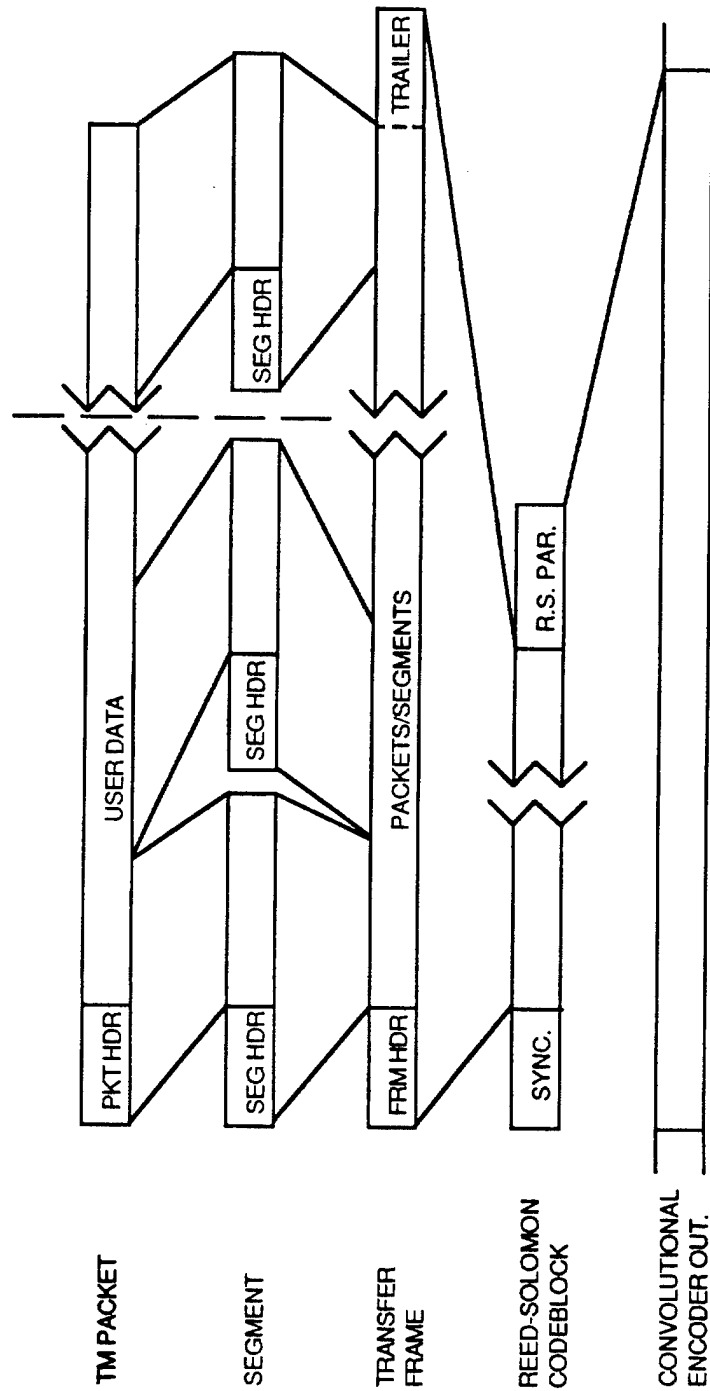 TM PACKET
PKT HDR
USER DATA
SEGMENT
SEG HDR
SEG HDR
SEG HDR
TRANSFER
FRAME
FRM HDR
PACKETS/SEGMENTS
TRAILER
REED-SOLOMON
CODEBLOCK
SYNC.
R.S. PAR.
CONVOLUTIONAL
ENCODER OUT.